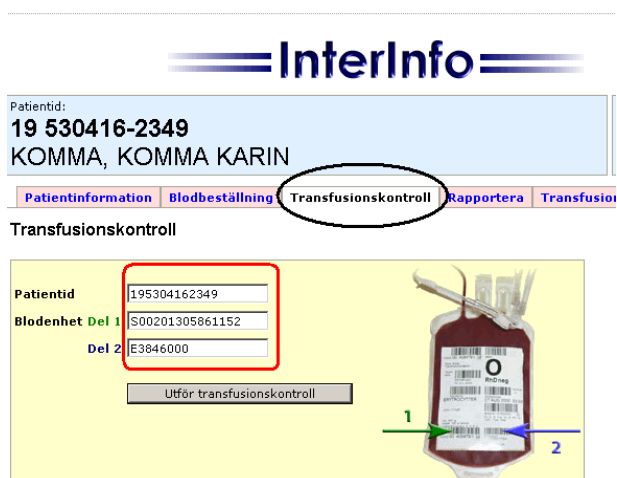 InterInfo
Patientid:
19 530416-2349
KOMMA, KOMMA KARIN
Patientinformation Blodbeställning Transfusionskontroll Rapportera
Transfusionskontroll
Patientid 195304162349
Blodenhet Del 1 S00201305861152
Del 2 E3846000
Utför transfusionskontroll
O
RhD neg
ERYTROCYTER
1
2